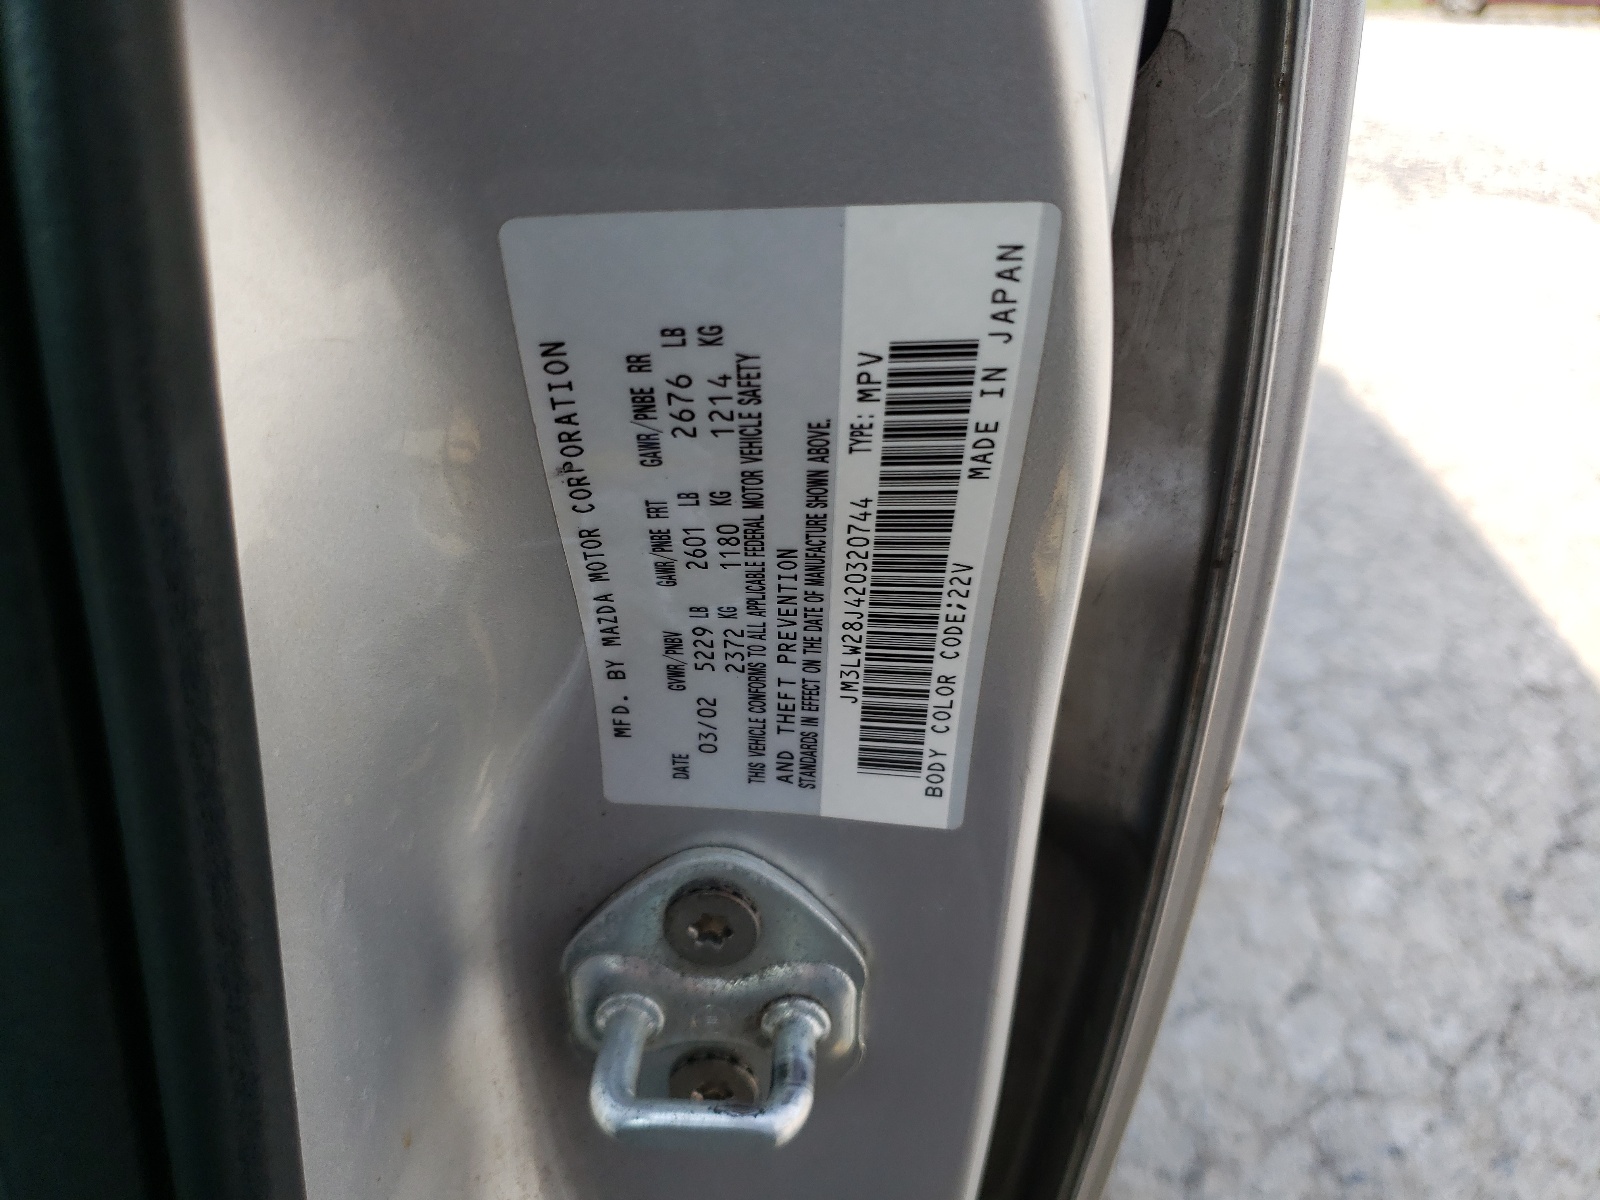 MFD. BY MAZDA MOTOR CORPORATION
DATE GVWR/PNBV GAWR/PNBE FRT GAWR/PNBE RR
03/02 5229 LB 2601 LB 2676 LB
2372 KG 1180 KG 1214 KG
THIS VEHICLE CONFORMS TO ALL APPLICABLE FEDERAL MOTOR VEHICLE SAFETY
AND THEFT PREVENTION
STANDARDS IN EFFECT ON THE DATE OF MANUFACTURE SHOWN ABOVE.
JM3LW28J420320744 TYPE: MPV
BODY COLOR CODE;22V MADE IN JAPAN